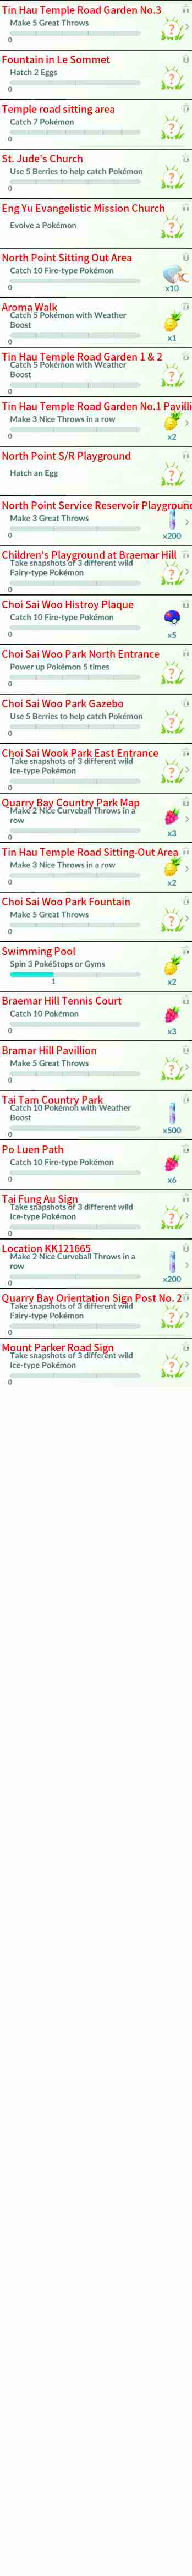 Tin Hau Temple Road Garden No.3
Make 5 Great Throws
?
0
Fountain in Le Sommet
Hatch 2 Eggs
?
0
Temple road sitting area
Catch 7 Pokémon
?
0
St. Jude's Church
Use 5 Berries to help catch Pokémon
?
0
Eng Yu Evangelistic Mission Church
Evolve a Pokémon
?
North Point Sitting Out Area
Catch 10 Fire-type Pokémon
0
x10
Aroma Walk
Catch 5 Pokémon with Weather
Boost
0
x1
Tin Hau Temple Road Garden 1 & 2
Catch 5 Pokémon with Weather
Boost
?
0
Tin Hau Temple Road Garden No.1 Pavilli
Make 3 Nice Throws in a row
0
x2
North Point S/R Playground
Hatch an Egg
?
North Point Service Reservoir Playground
Make 3 Great Throws
0
x200
Children's Playground at Braemar Hill
Take snapshots of 3 different wild
Fairy-type Pokémon
?
0
Choi Sai Woo Histroy Plaque
Catch 10 Fire-type Pokémon
0
x5
Choi Sai Woo Park North Entrance
Power up Pokémon 5 times
?
0
Choi Sai Woo Park Gazebo
Use 5 Berries to help catch Pokémon
?
0
Choi Sai Wook Park East Entrance
Take snapshots of 3 different wild
Ice-type Pokémon
?
0
Quarry Bay Country Park Map
Make 2 Nice Curveball Throws in a
row
0
x3
Tin Hau Temple Road Sitting-Out Area
Make 3 Nice Throws in a row
0
x2
Choi Sai Woo Park Fountain
Make 5 Great Throws
?
0
Swimming Pool
Spin 3 PokéStops or Gyms
1
x2
Braemar Hill Tennis Court
Catch 10 Pokémon
0
x3
Bramar Hill Pavillion
Make 5 Great Throws
?
0
Tai Tam Country Park
Catch 10 Pokémon with Weather
Boost
0
x500
Po Luen Path
Catch 10 Fire-type Pokémon
0
x6
Tai Fung Au Sign
Take snapshots of 3 different wild
Ice-type Pokémon
?
0
Location KK121665
Make 2 Nice Curveball Throws in a
row
0
x200
Quarry Bay Orientation Sign Post No. 2
Take snapshots of 3 different wild
Fairy-type Pokémon
?
0
Mount Parker Road Sign
Take snapshots of 3 different wild
Ice-type Pokémon
?
0